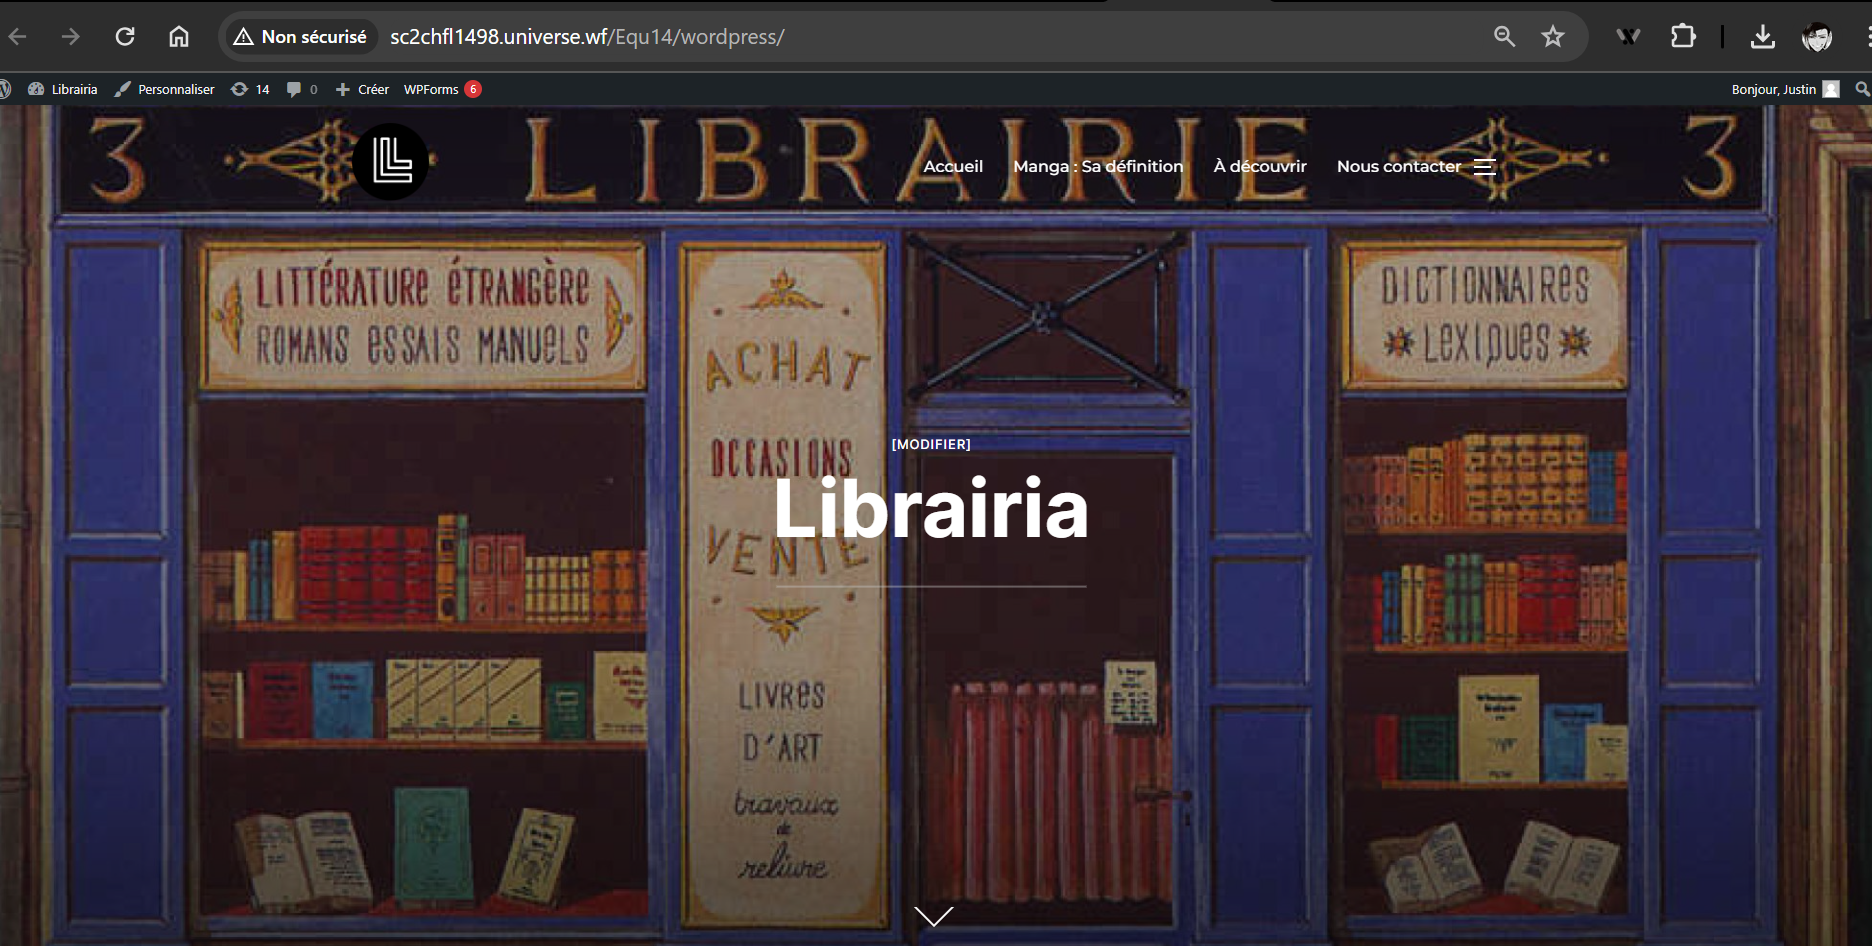 Non sécurisé sc2chfl1498.universe.wf/Equ14/wordpress/
Librairia Personnaliser 14 0 Créer WPForms 6 Bonjour, Justin
3 LIBRAIRIE 3
L
Accueil Manga : Sa définition À découvrir Nous contacter
LITTÉRATURE ÉTRANGÈRE
ROMANS ESSAIS MANUELS
DICTIONNAIRES
LEXIQUES
ACHAT
OCCASIONS
VENTE
[MODIFIER]
Librairia
LIVRES
D'ART
travaux
de
reliure